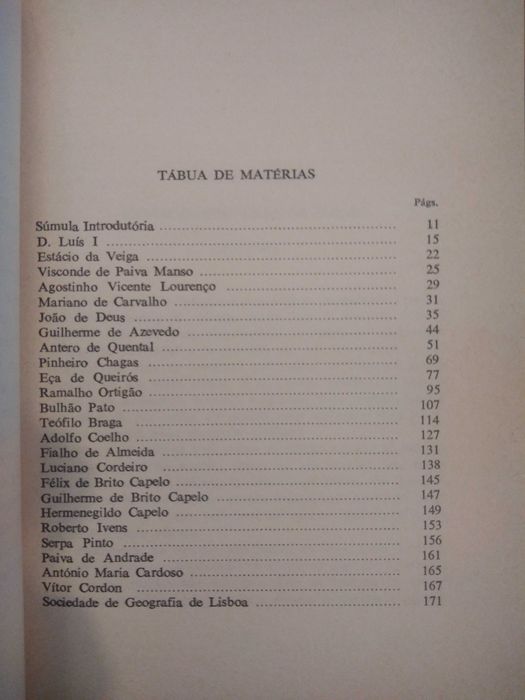 TÁBUA DE MATÉRIAS
Págs.
Súmula Introdutória ........................................ 11
D. Luís I ........................................ 15
Estácio da Veiga ........................................ 22
Visconde de Paiva Manso ........................................ 25
Agostinho Vicente Lourenço ........................................ 29
Mariano de Carvalho ........................................ 31
João de Deus ........................................ 35
Guilherme de Azevedo ........................................ 44
Antero de Quental ........................................ 51
Pinheiro Chagas ........................................ 69
Eça de Queirós ........................................ 77
Ramalho Ortigão ........................................ 95
Bulhão Pato ........................................ 107
Teófilo Braga ........................................ 114
Adolfo Coelho ........................................ 127
Fialho de Almeida ........................................ 131
Luciano Cordeiro ........................................ 138
Félix de Brito Capelo ........................................ 145
Guilherme de Brito Capelo ........................................ 147
Hermenegildo Capelo ........................................ 149
Roberto Ivens ........................................ 153
Serpa Pinto ........................................ 156
Paiva de Andrade ........................................ 161
António Maria Cardoso ........................................ 165
Vítor Cordon ........................................ 167
Sociedade de Geografia de Lisboa ........................................ 171